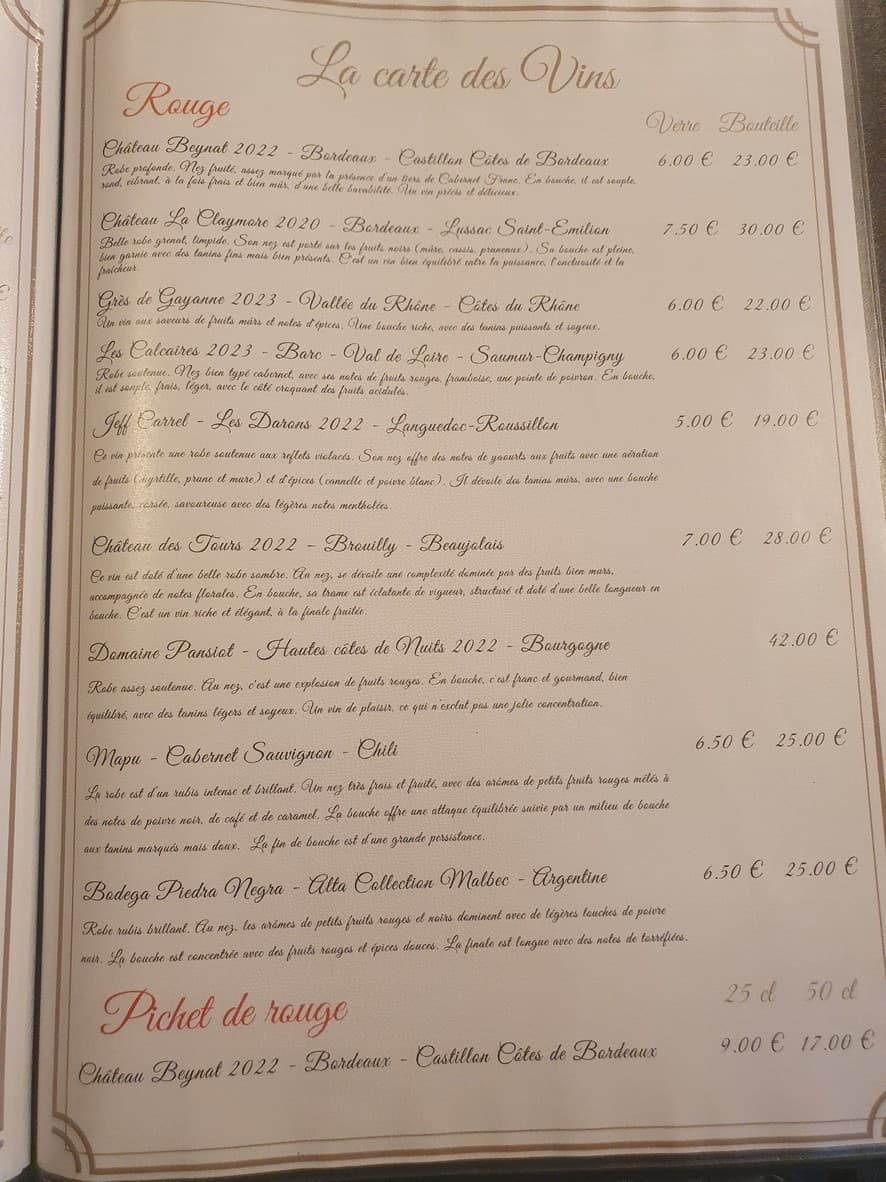 La carte des Vins
Rouge
Verre Bouteille
Château Beynat 2022 - Bordeaux - Castillon Côtes de Bordeaux 6.00 € 23.00 €
Robe profonde. Nez fruité, assez marqué par la présence d'un tiers de Cabernet Franc. En bouche, il est souple,
rond, vibrant, à la fois frais et bien mûr, d'une belle buvabilité. Un vin précis et délicieux.
Château La Claymore 2020 - Bordeaux - Lussac Saint-Emilion 7.50 € 30.00 €
Belle robe grenat, limpide. Son nez est porté sur les fruits noirs (mûre, cassis, pruneaux). Sa bouche est pleine,
bien garnie avec des tanins fins mais bien présents. C'est un vin bien équilibré entre la puissance, l'onctuosité et la
fraîcheur.
Grès de Gayanne 2023 - Vallée du Rhône - Côtes du Rhône 6.00 € 22.00 €
Un vin aux saveurs de fruits mûrs et notes d'épices. Une bouche riche, avec des tanins puissants et soyeux.
Les Calcaires 2023 - Barc - Val de Loire - Saumur-Champigny 6.00 € 23.00 €
Robe soutenue. Nez bien typé cabernet, avec ses notes de fruits rouges, framboise, une pointe de poivron. En bouche,
il est souple, frais, léger, avec le côté croquant des fruits acidulés.
Jeff Carrel - Les Darons 2022 - Languedoc-Roussillon 5.00 € 19.00 €
Ce vin présente une robe soutenue aux reflets violacés. Son nez offre des notes de yaourts aux fruits avec une aération
de fruits (myrtille, prune et mure) et d'épices (cannelle et poivre blanc). Il dévoile des tanins mûrs, avec une bouche
puissante, corsée, savoureuse avec des légères notes mentholées.
Château des Tours 2022 - Brouilly - Beaujolais 7.00 € 28.00 €
Ce vin est doté d'une belle robe sombre. Au nez, se dévoile une complexité dominée par des fruits bien murs,
accompagnée de notes florales. En bouche, sa trame est éclatante de vigueur, structuré et doté d'une belle longueur en
bouche. C'est un vin riche et élégant, à la finale fruitée.
Domaine Pansiot - Hautes côtes de Nuits 2022 - Bourgogne 42.00 €
Robe assez soutenue. Au nez, c'est une explosion de fruits rouges. En bouche, c'est franc et gourmand, bien
équilibré, avec des tanins légers et soyeux. Un vin de plaisir, ce qui n'exclut pas une jolie concentration.
Mapu - Cabernet Sauvignon - Chili 6.50 € 25.00 €
La robe est d'un rubis intense et brillant. Un nez très frais et fruité, avec des arômes de petits fruits rouges mêlés à
des notes de poivre noir, de café et de caramel. La bouche offre une attaque équilibrée suivie par un milieu de bouche
aux tanins marqués mais doux. La fin de bouche est d'une grande persistance.
Bodega Piedra Negra - Alta Collection Malbec - Argentine 6.50 € 25.00 €
Robe rubis brillant. Au nez, les arômes de petits fruits rouges et noirs dominent avec de légères touches de poivre
noir. La bouche est concentrée avec des fruits rouges et épices douces. La finale est longue avec des notes de torréfiées.
Pichet de rouge
25 cl 50 cl
Château Beynat 2022 - Bordeaux - Castillon Côtes de Bordeaux 9.00 € 17.00 €